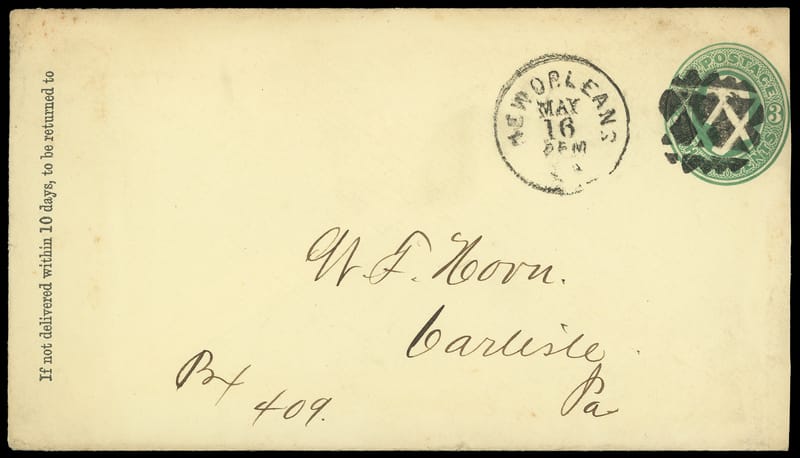 If not delivered within 10 days, to be returned to
NEW ORLEANS
MAY
16
POSTAGE
3
W. F. Horn.
Carlisle.
Pa
Bx
409.